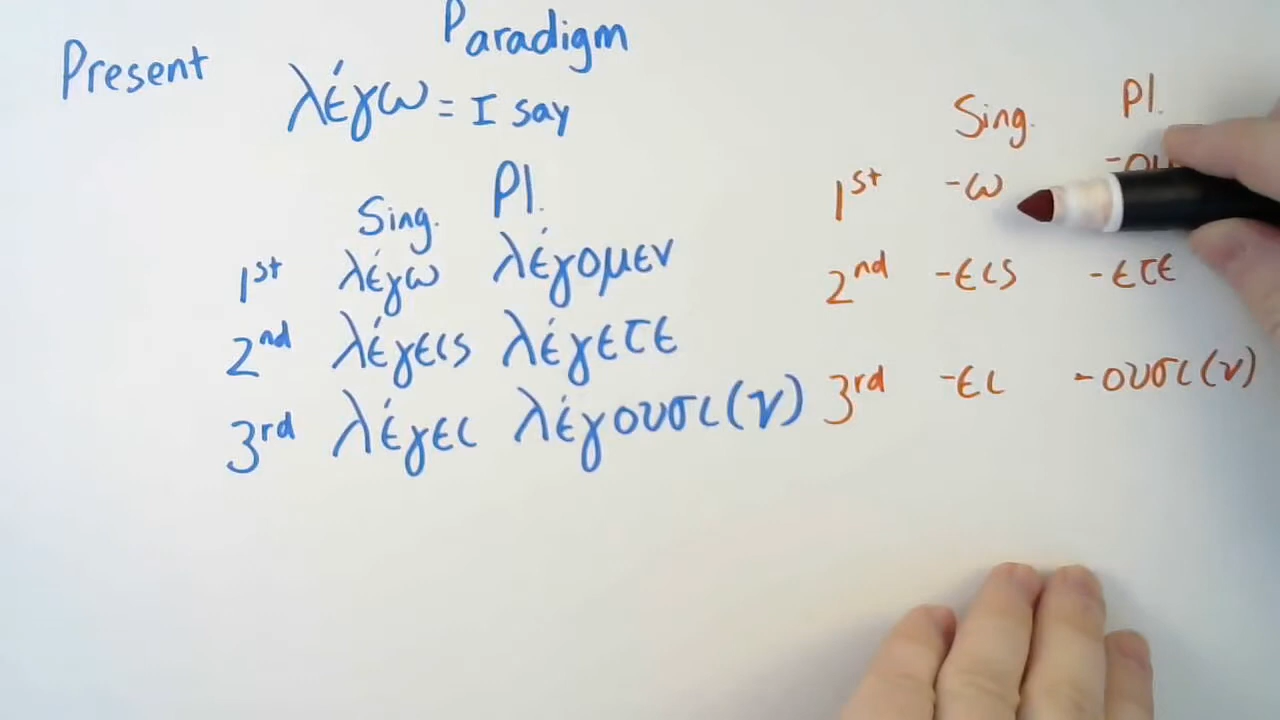 Present Paradigm
λέγω = I say
Sing. Pl.
1st λέγω λέγομεν
2nd λέγεις λέγετε
3rd λέγει λέγουσι(ν)
Sing. Pl.
1st -ω
2nd -εις -ετε
3rd -ει -ουσι(ν)